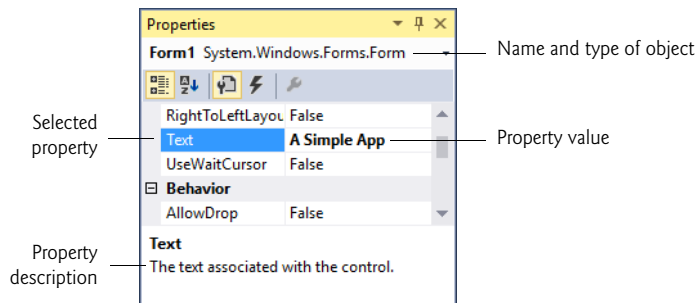 Properties
Form1 System.Windows.Forms.Form
Name and type of object
RightToLeftLayou False
Selected
property
Text A Simple App
Property value
UseWaitCursor False
Behavior
AllowDrop False
Property
description
Text
The text associated with the control.